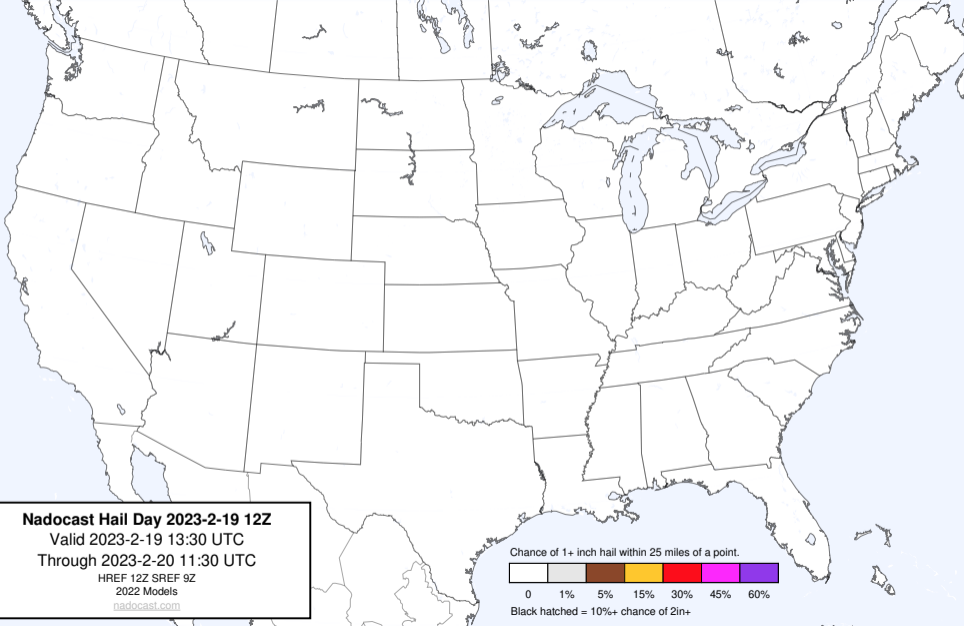 Nadocast Hail Day 2023-2-19 12Z
Valid 2023-2-19 13:30 UTC
Through 2023-2-20 11:30 UTC
HREF 12Z SREF 9Z
2022 Models
nadocast.com
Chance of 1+ inch hail within 25 miles of a point.
0 1% 5% 15% 30% 45% 60%
Black hatched = 10%+ chance of 2in+